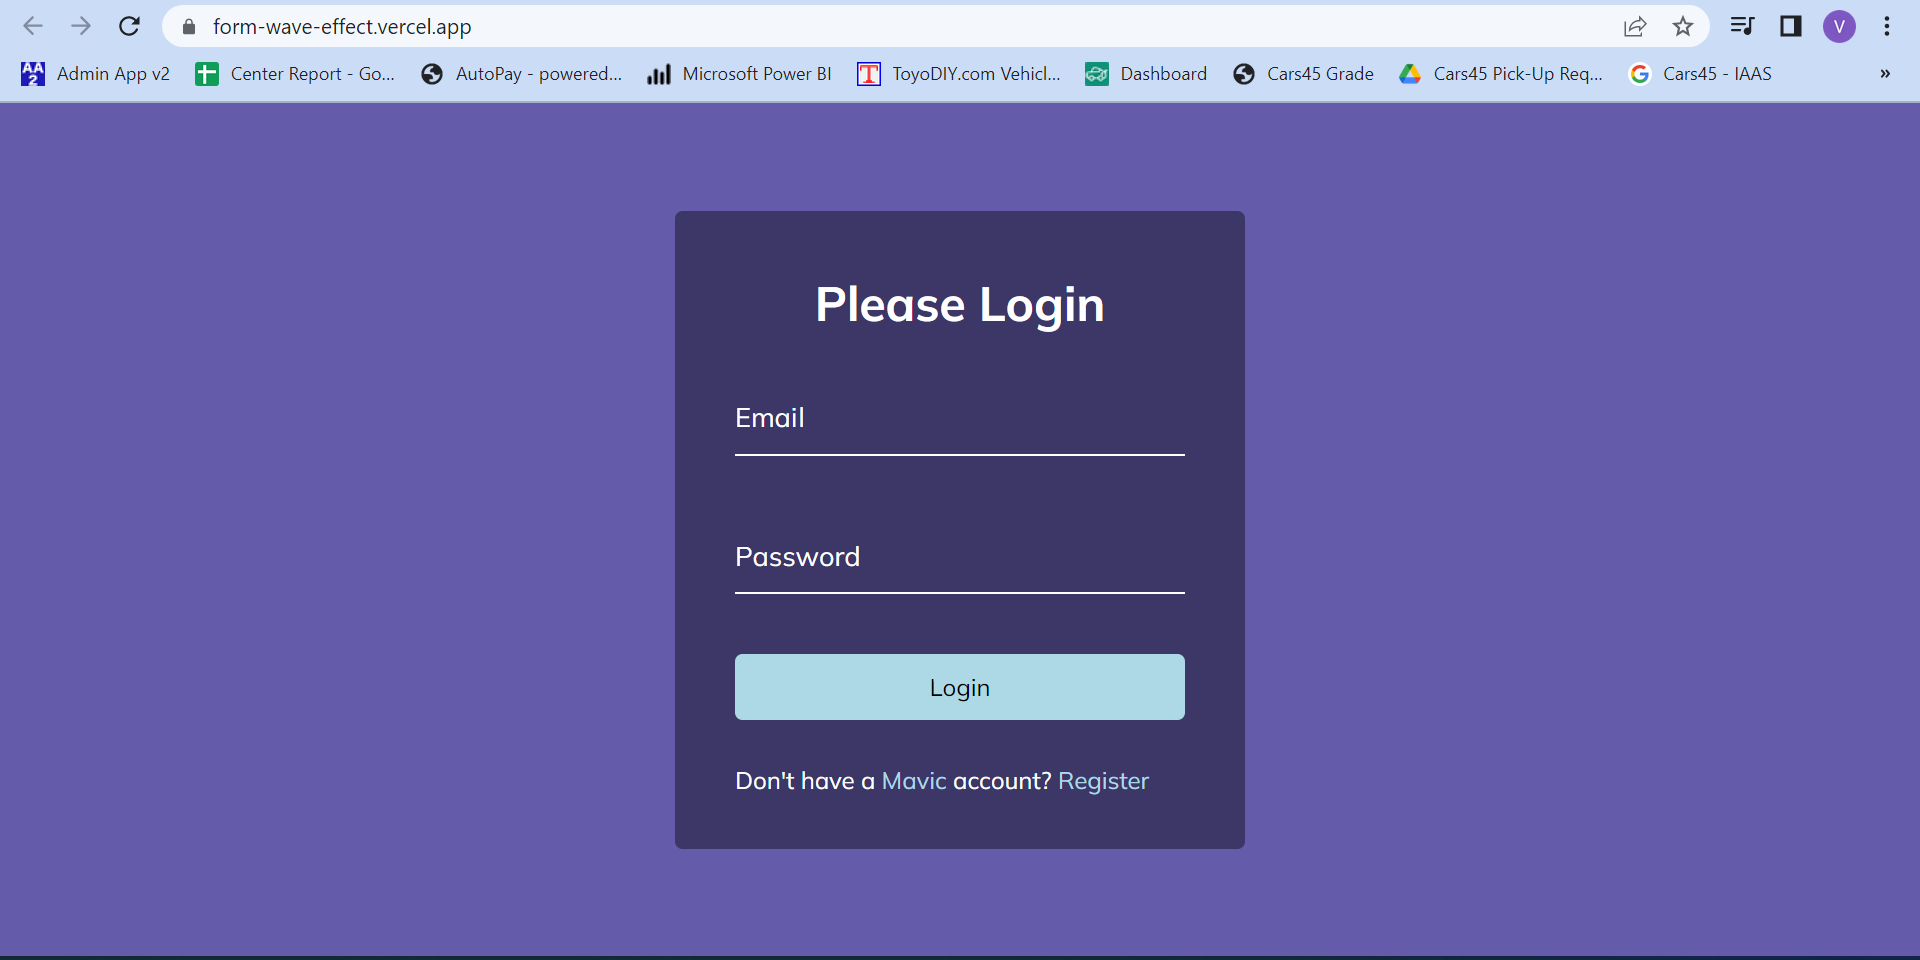 form-wave-effect.vercel.app
V
AA 2 Admin App v2 Center Report - Go... AutoPay - powered... Microsoft Power BI T ToyoDIY.com Vehicl... Dashboard Cars45 Grade Cars45 Pick-Up Req... G Cars45 - IAAS »
Please Login
Email
Password
Login
Don't have a Mavic account? Register